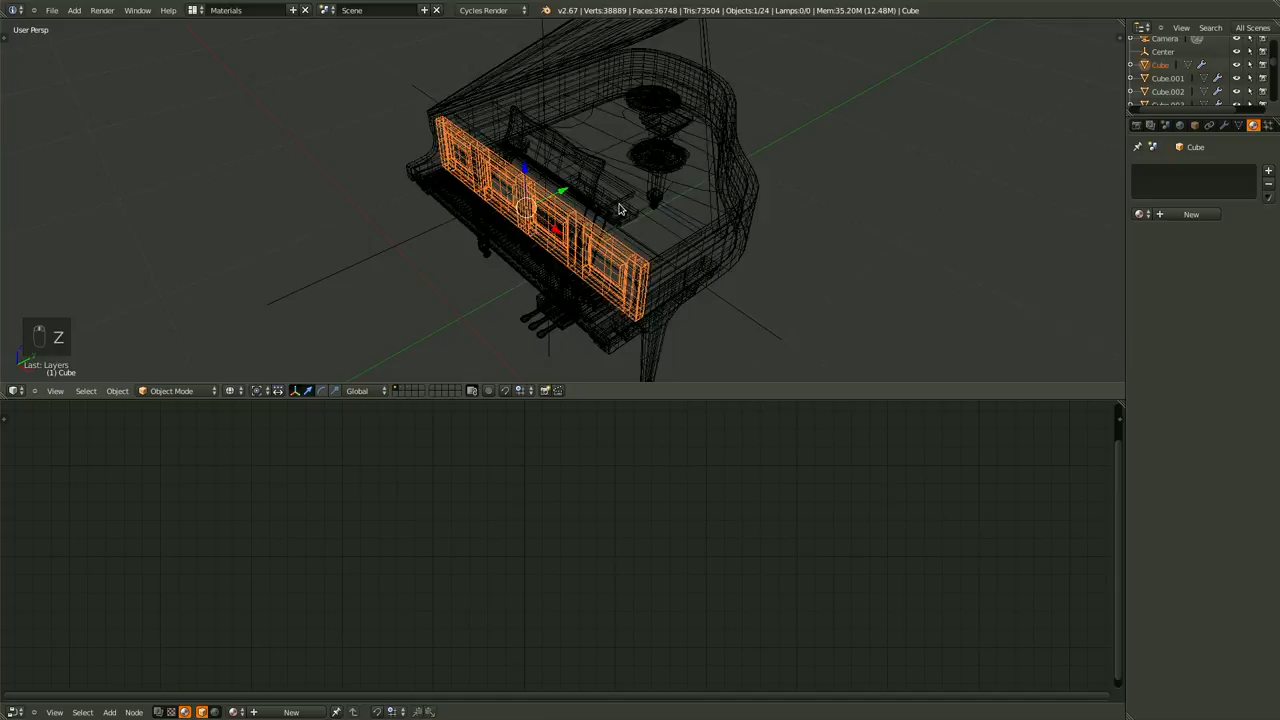 File Add Render Window Help Materials Scene Cycles Render v2.67 | Verts:38889 | Faces:36748 | Tris:73504 | Objects:1/24 | Lamps:0/0 | Mem:35.20M (12.48M) | Cube
User Persp
View Search All Scenes
Camera
Center
Cube
Cube.001
Cube.002
Cube
New
Z
Last: Layers
(1) Cube
View Select Object Object Mode Global
View Select Add Node New